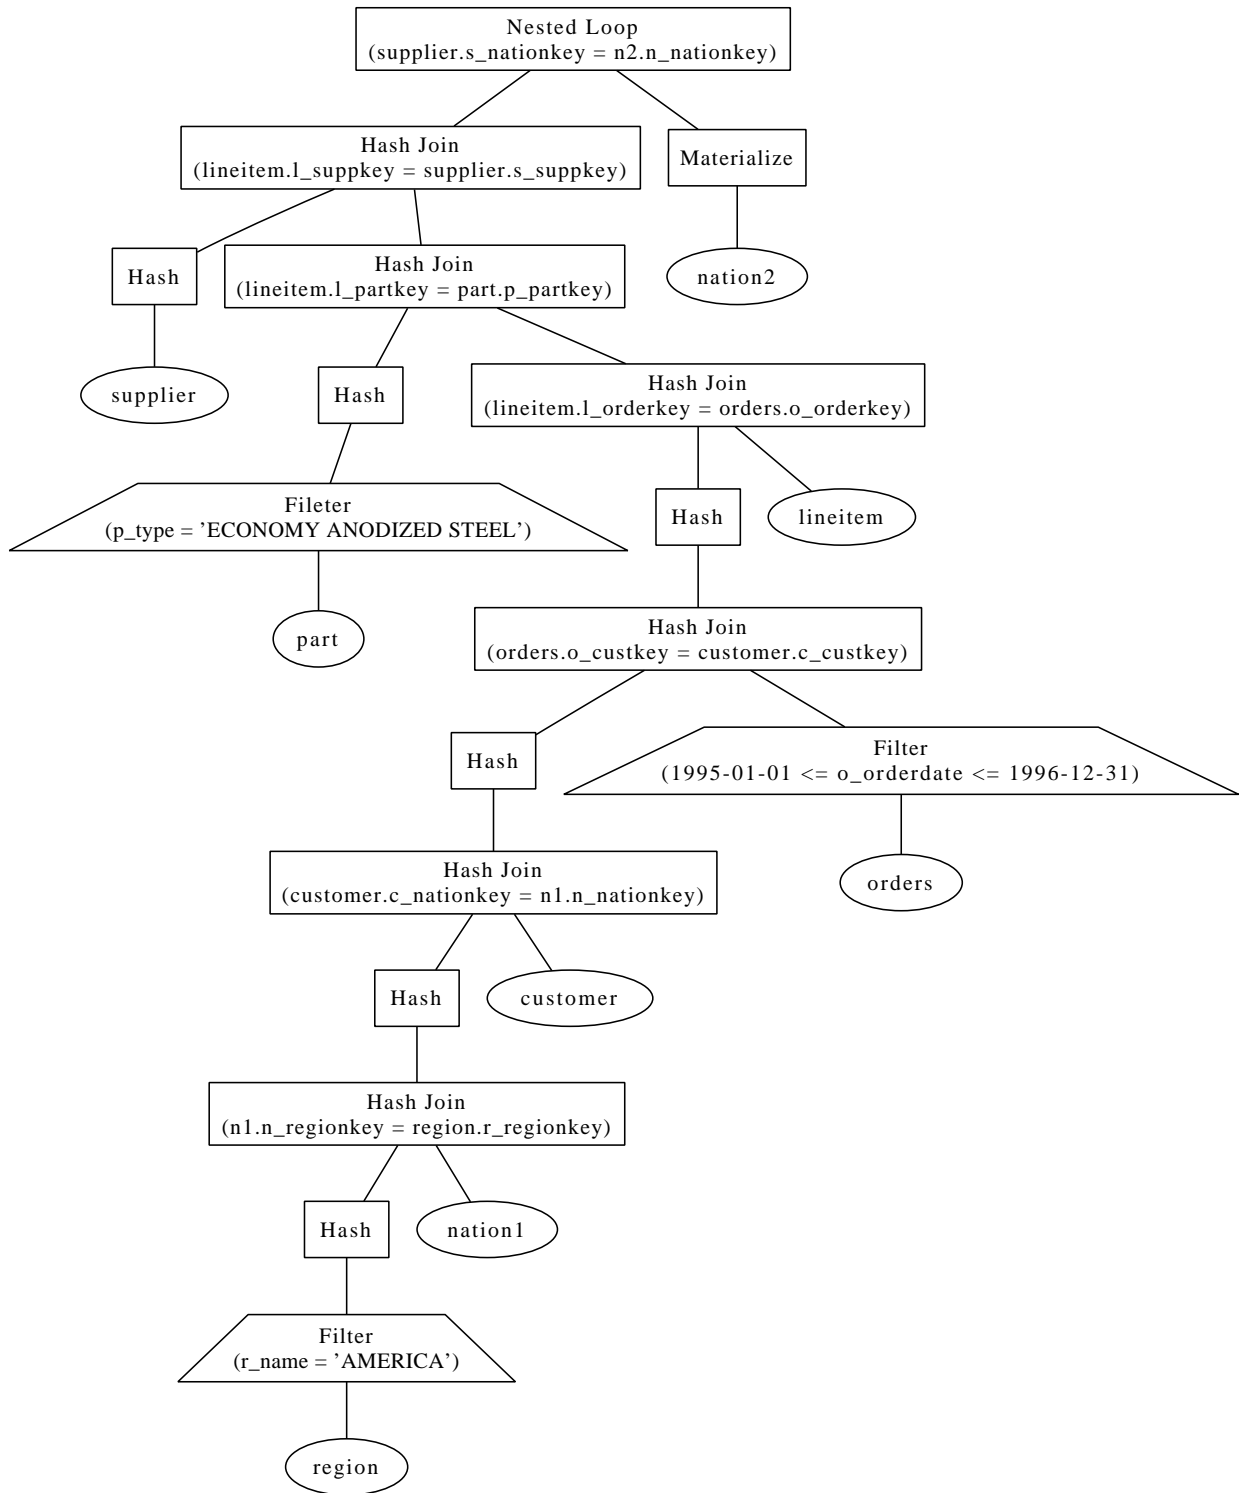 Nested Loop
(supplier.s_nationkey = n2.n_nationkey)
Hash Join
(lineitem.l_suppkey = supplier.s_suppkey)
Materialize
Hash
Hash Join
(lineitem.l_partkey = part.p_partkey)
nation2
supplier
Hash
Hash Join
(lineitem.l_orderkey = orders.o_orderkey)
Fileter
(p_type = ’ECONOMY ANODIZED STEEL’)
Hash
lineitem
part
Hash Join
(orders.o_custkey = customer.c_custkey)
Hash
Filter
(1995-01-01 <= o_orderdate <= 1996-12-31)
Hash Join
(customer.c_nationkey = n1.n_nationkey)
orders
Hash
customer
Hash Join
(n1.n_regionkey = region.r_regionkey)
Hash
nation1
Filter
(r_name = ’AMERICA’)
region